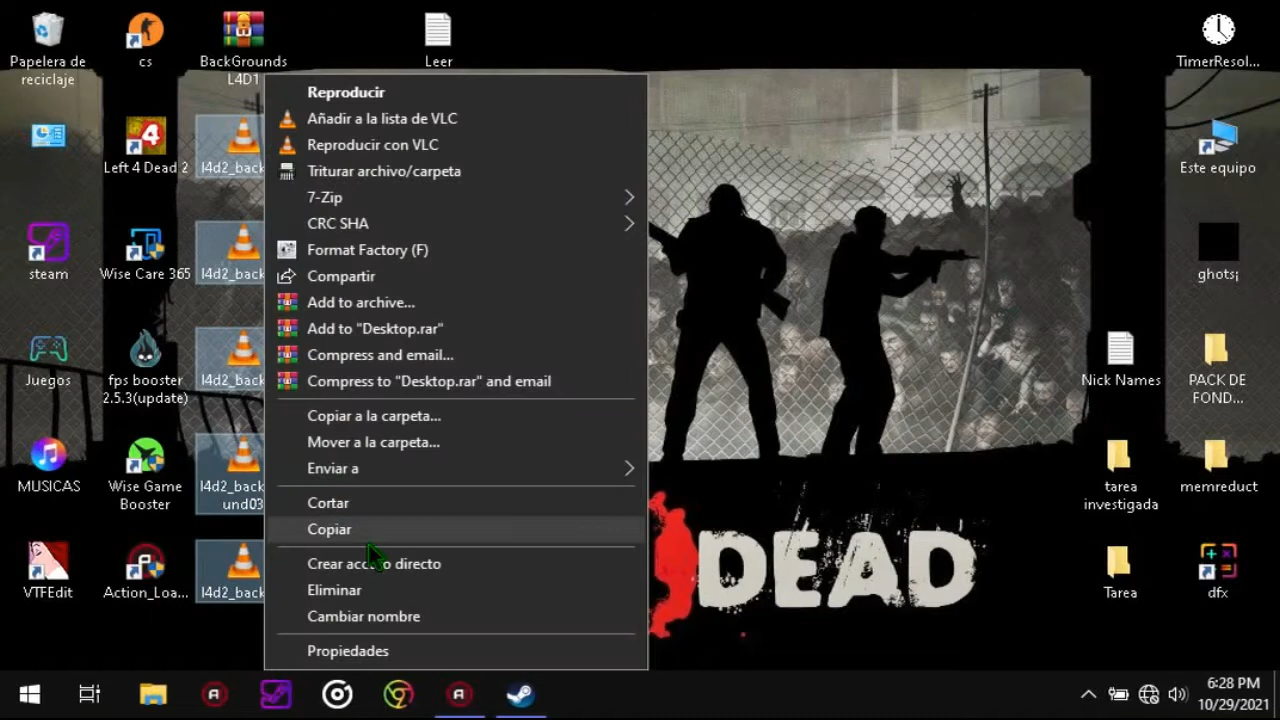 Papelera de
reciclaje
cs
BackGrounds
L4D1
Leer
TimerResol...
Left 4 Dead 2
l4d2_back
Este equipo
steam
Wise Care 365
l4d2_back
ghots¡
Juegos
fps booster
2.5.3(update)
l4d2_back
Nick Names
PACK DE
FOND...
MUSICAS
Wise Game
Booster
l4d2_back
und03
tarea
investigada
memreduct
VTFEdit
Action_Loa...
l4d2_back
Tarea
dfx
Reproducir
Añadir a la lista de VLC
Reproducir con VLC
Triturar archivo/carpeta
7-Zip
CRC SHA
Format Factory (F)
Compartir
Add to archive...
Add to "Desktop.rar"
Compress and email...
Compress to "Desktop.rar" and email
Copiar a la carpeta...
Mover a la carpeta...
Enviar a
Cortar
Copiar
Crear acceso directo
Eliminar
Cambiar nombre
Propiedades
DEAD
6:28 PM
10/29/2021